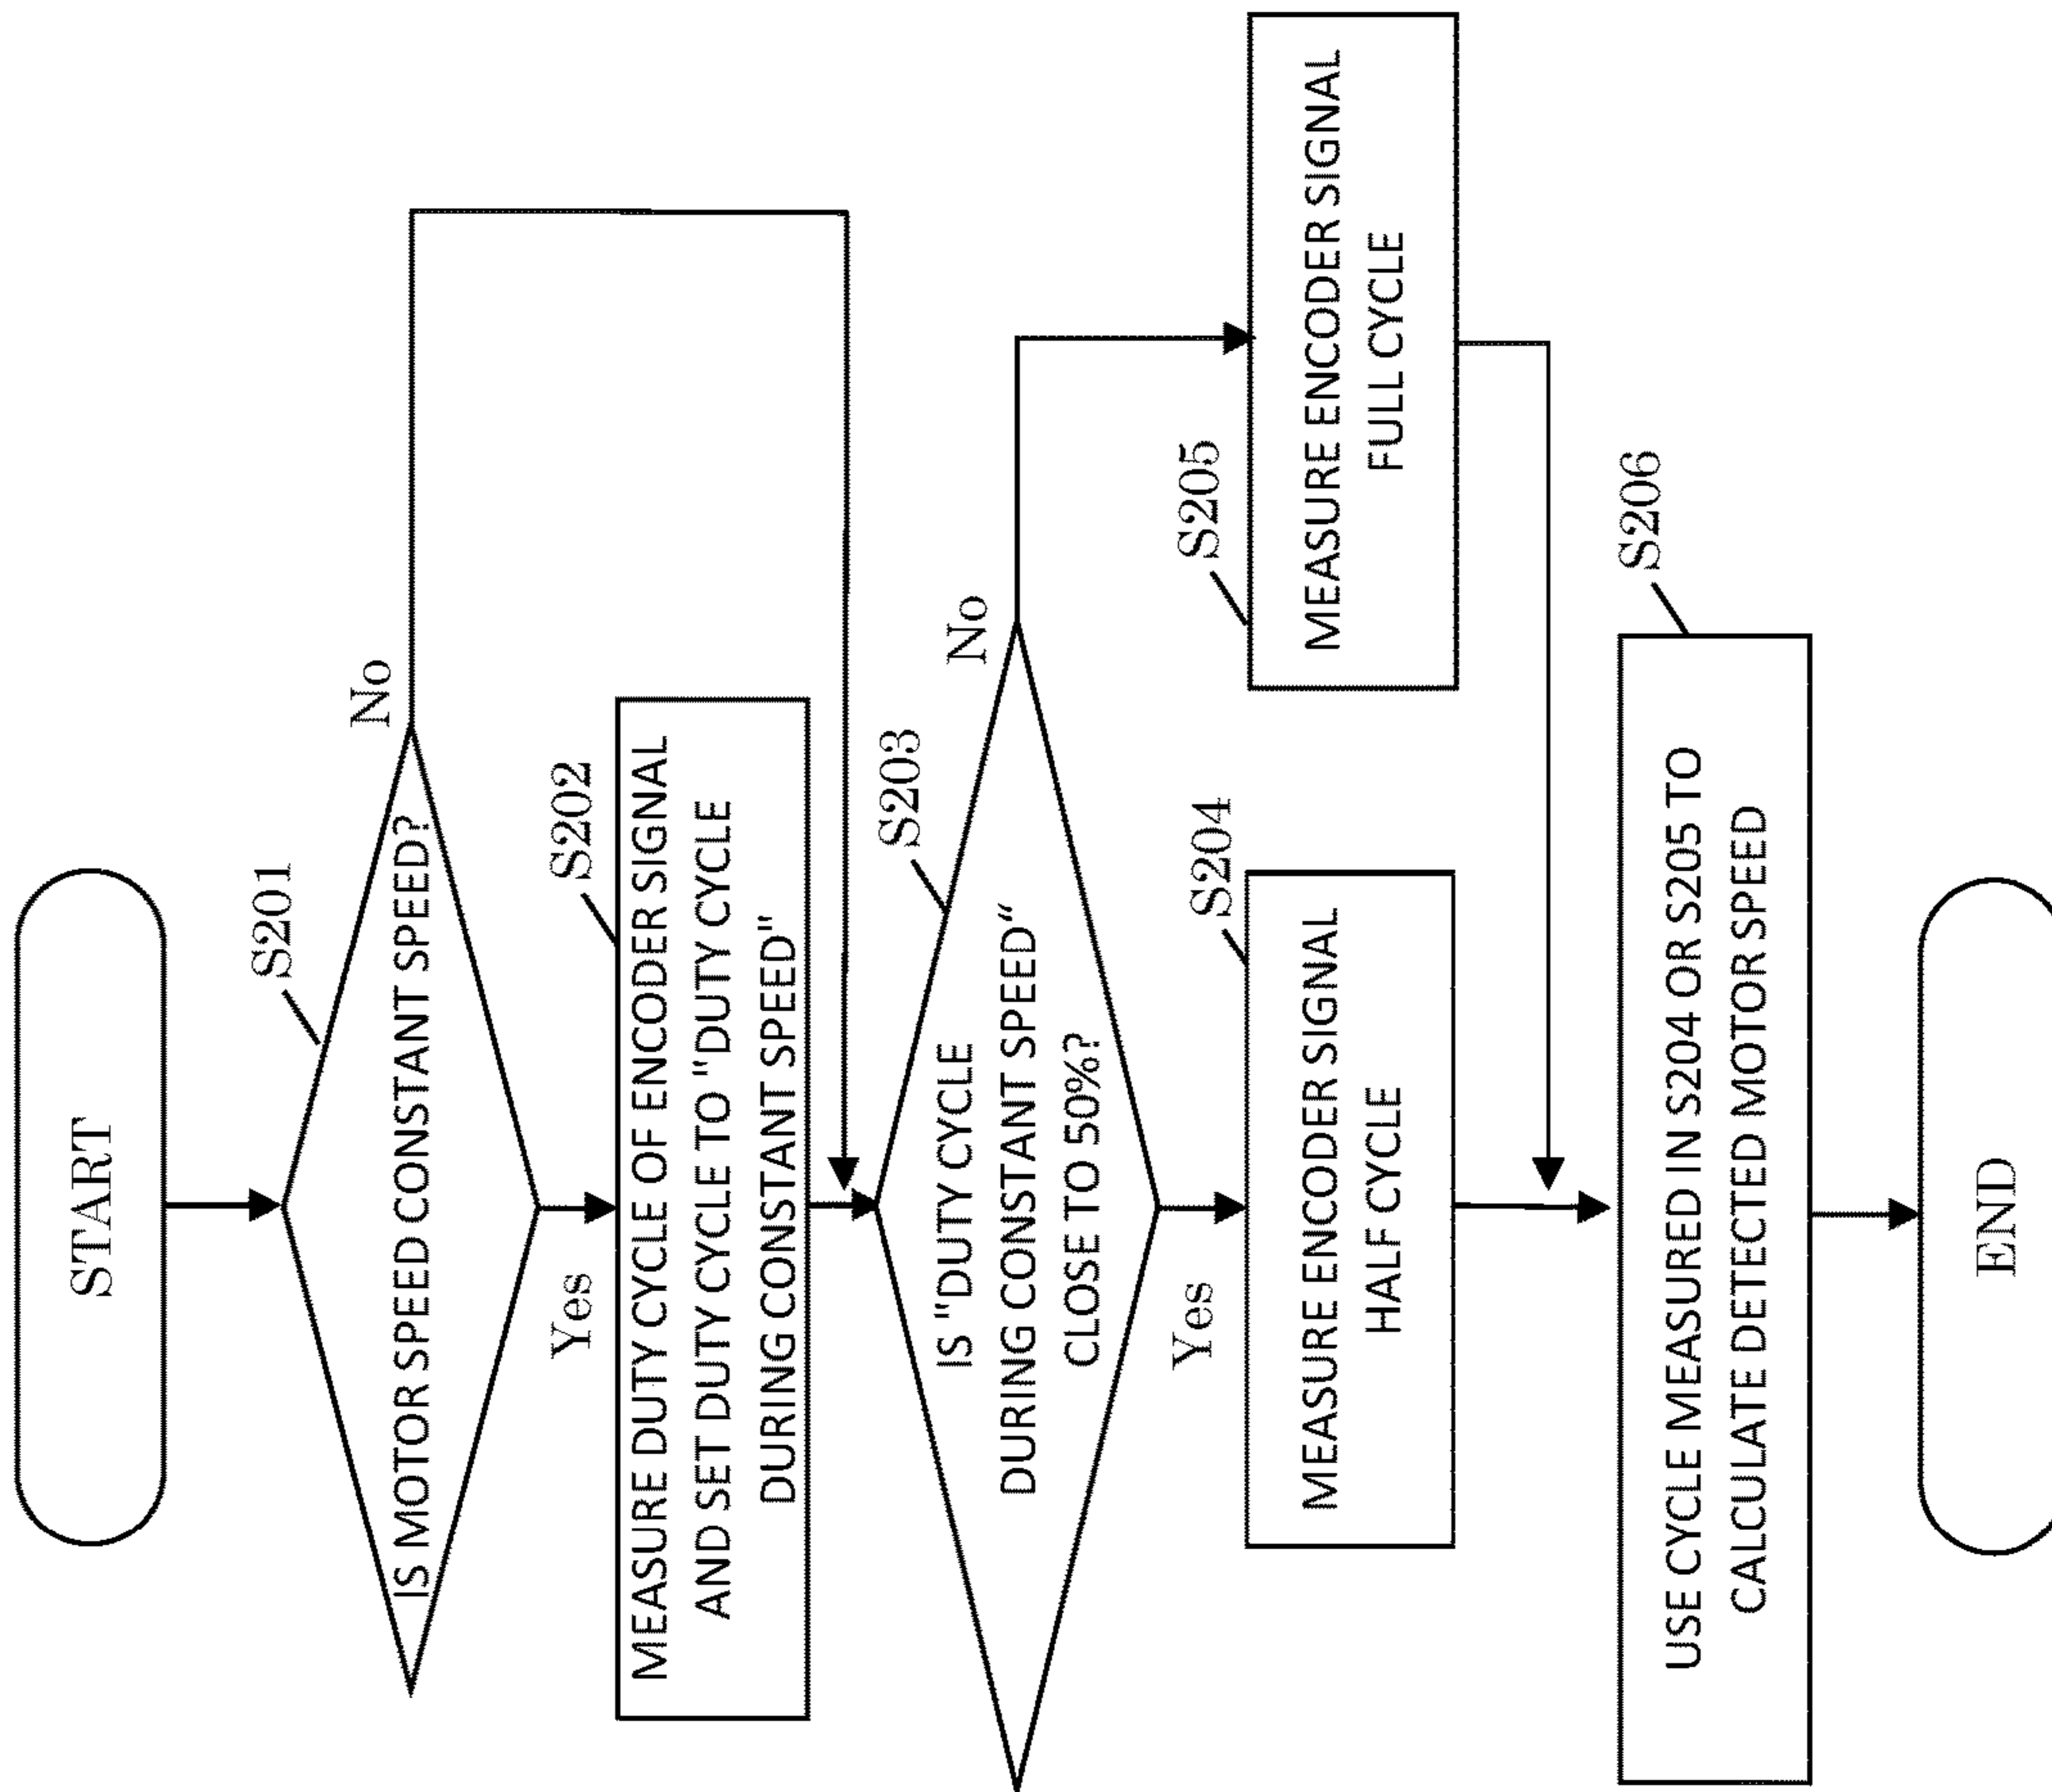 START
S201
IS MOTOR SPEED CONSTANT SPEED?
No
Yes
S202
MEASURE DUTY CYCLE OF ENCODER SIGNAL
AND SET DUTY CYCLE TO "DUTY CYCLE
DURING CONSTANT SPEED"
S203
IS "DUTY CYCLE
DURING CONSTANT SPEED“
CLOSE TO 50%?
No
Yes
S204
MEASURE ENCODER SIGNAL
HALF CYCLE
S205
MEASURE ENCODER SIGNAL
FULL CYCLE
S206
USE CYCLE MEASURED IN S204 OR S205 TO
CALCULATE DETECTED MOTOR SPEED
END